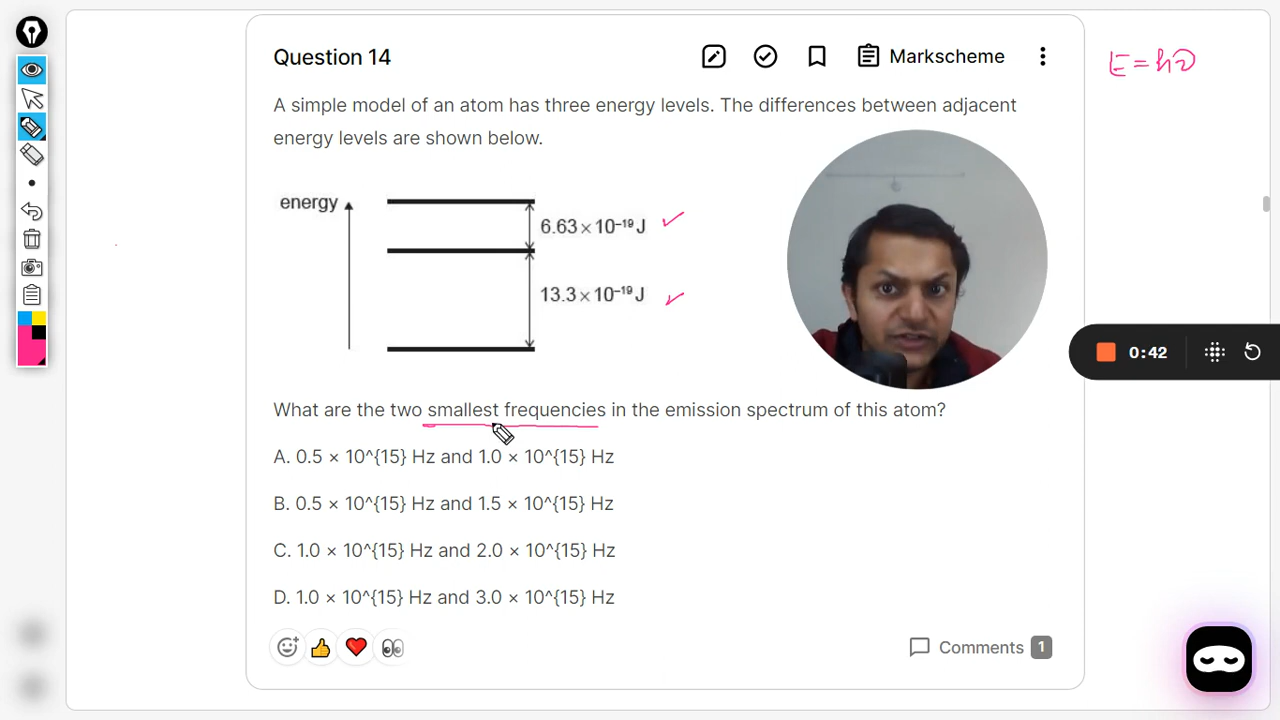 Question 14
Markscheme
E = hν
A simple model of an atom has three energy levels. The differences between adjacent
energy levels are shown below.
energy
6.63×10⁻¹⁹J
13.3×10⁻¹⁹J
0:42
What are the two smallest frequencies in the emission spectrum of this atom?
A. 0.5 × 10^{15} Hz and 1.0 × 10^{15} Hz
B. 0.5 × 10^{15} Hz and 1.5 × 10^{15} Hz
C. 1.0 × 10^{15} Hz and 2.0 × 10^{15} Hz
D. 1.0 × 10^{15} Hz and 3.0 × 10^{15} Hz
Comments 1